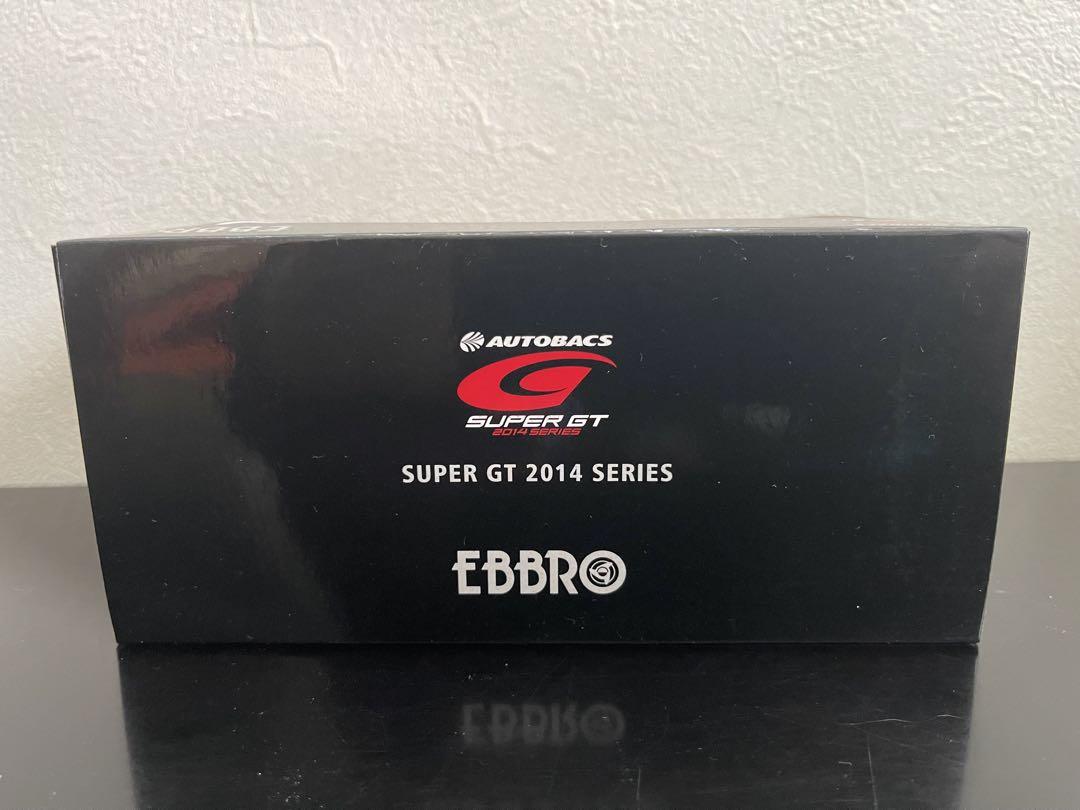 AUTOBACS
SUPER GT
2014 SERIES
SUPER GT 2014 SERIES
EBBRO